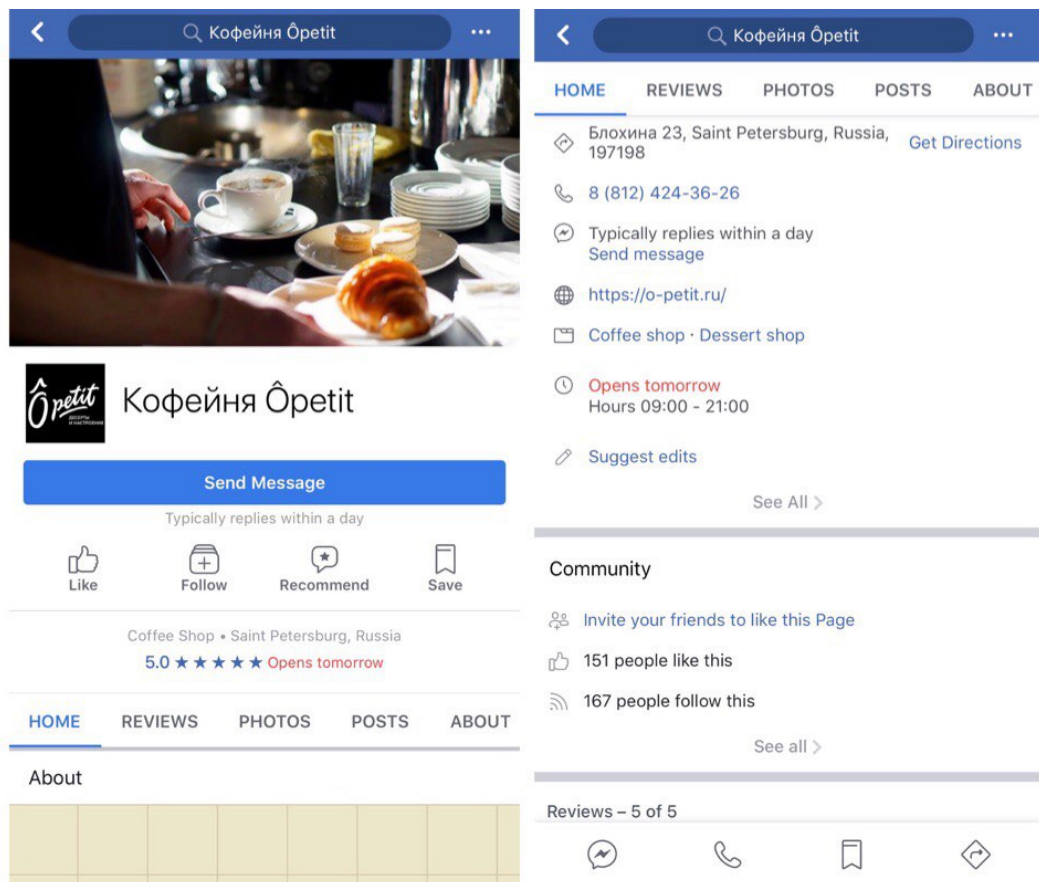 Кофейня Ôpetit
Ôpetit
ДЕСЕРТЫ
И НАСТРОЕНИЯ
Кофейня Ôpetit
Send Message
Typically replies within a day
Like
Follow
Recommend
Save
Coffee Shop • Saint Petersburg, Russia
5.0 ★ ★ ★ ★ ★ Opens tomorrow
HOME REVIEWS PHOTOS POSTS ABOUT
About
Кофейня Ôpetit
HOME REVIEWS PHOTOS POSTS ABOUT
Блохина 23, Saint Petersburg, Russia,
197198
Get Directions
8 (812) 424-36-26
Typically replies within a day
Send message
https://o-petit.ru/
Coffee shop · Dessert shop
Opens tomorrow
Hours 09:00 - 21:00
Suggest edits
See All
Community
Invite your friends to like this Page
151 people like this
167 people follow this
See all
Reviews – 5 of 5